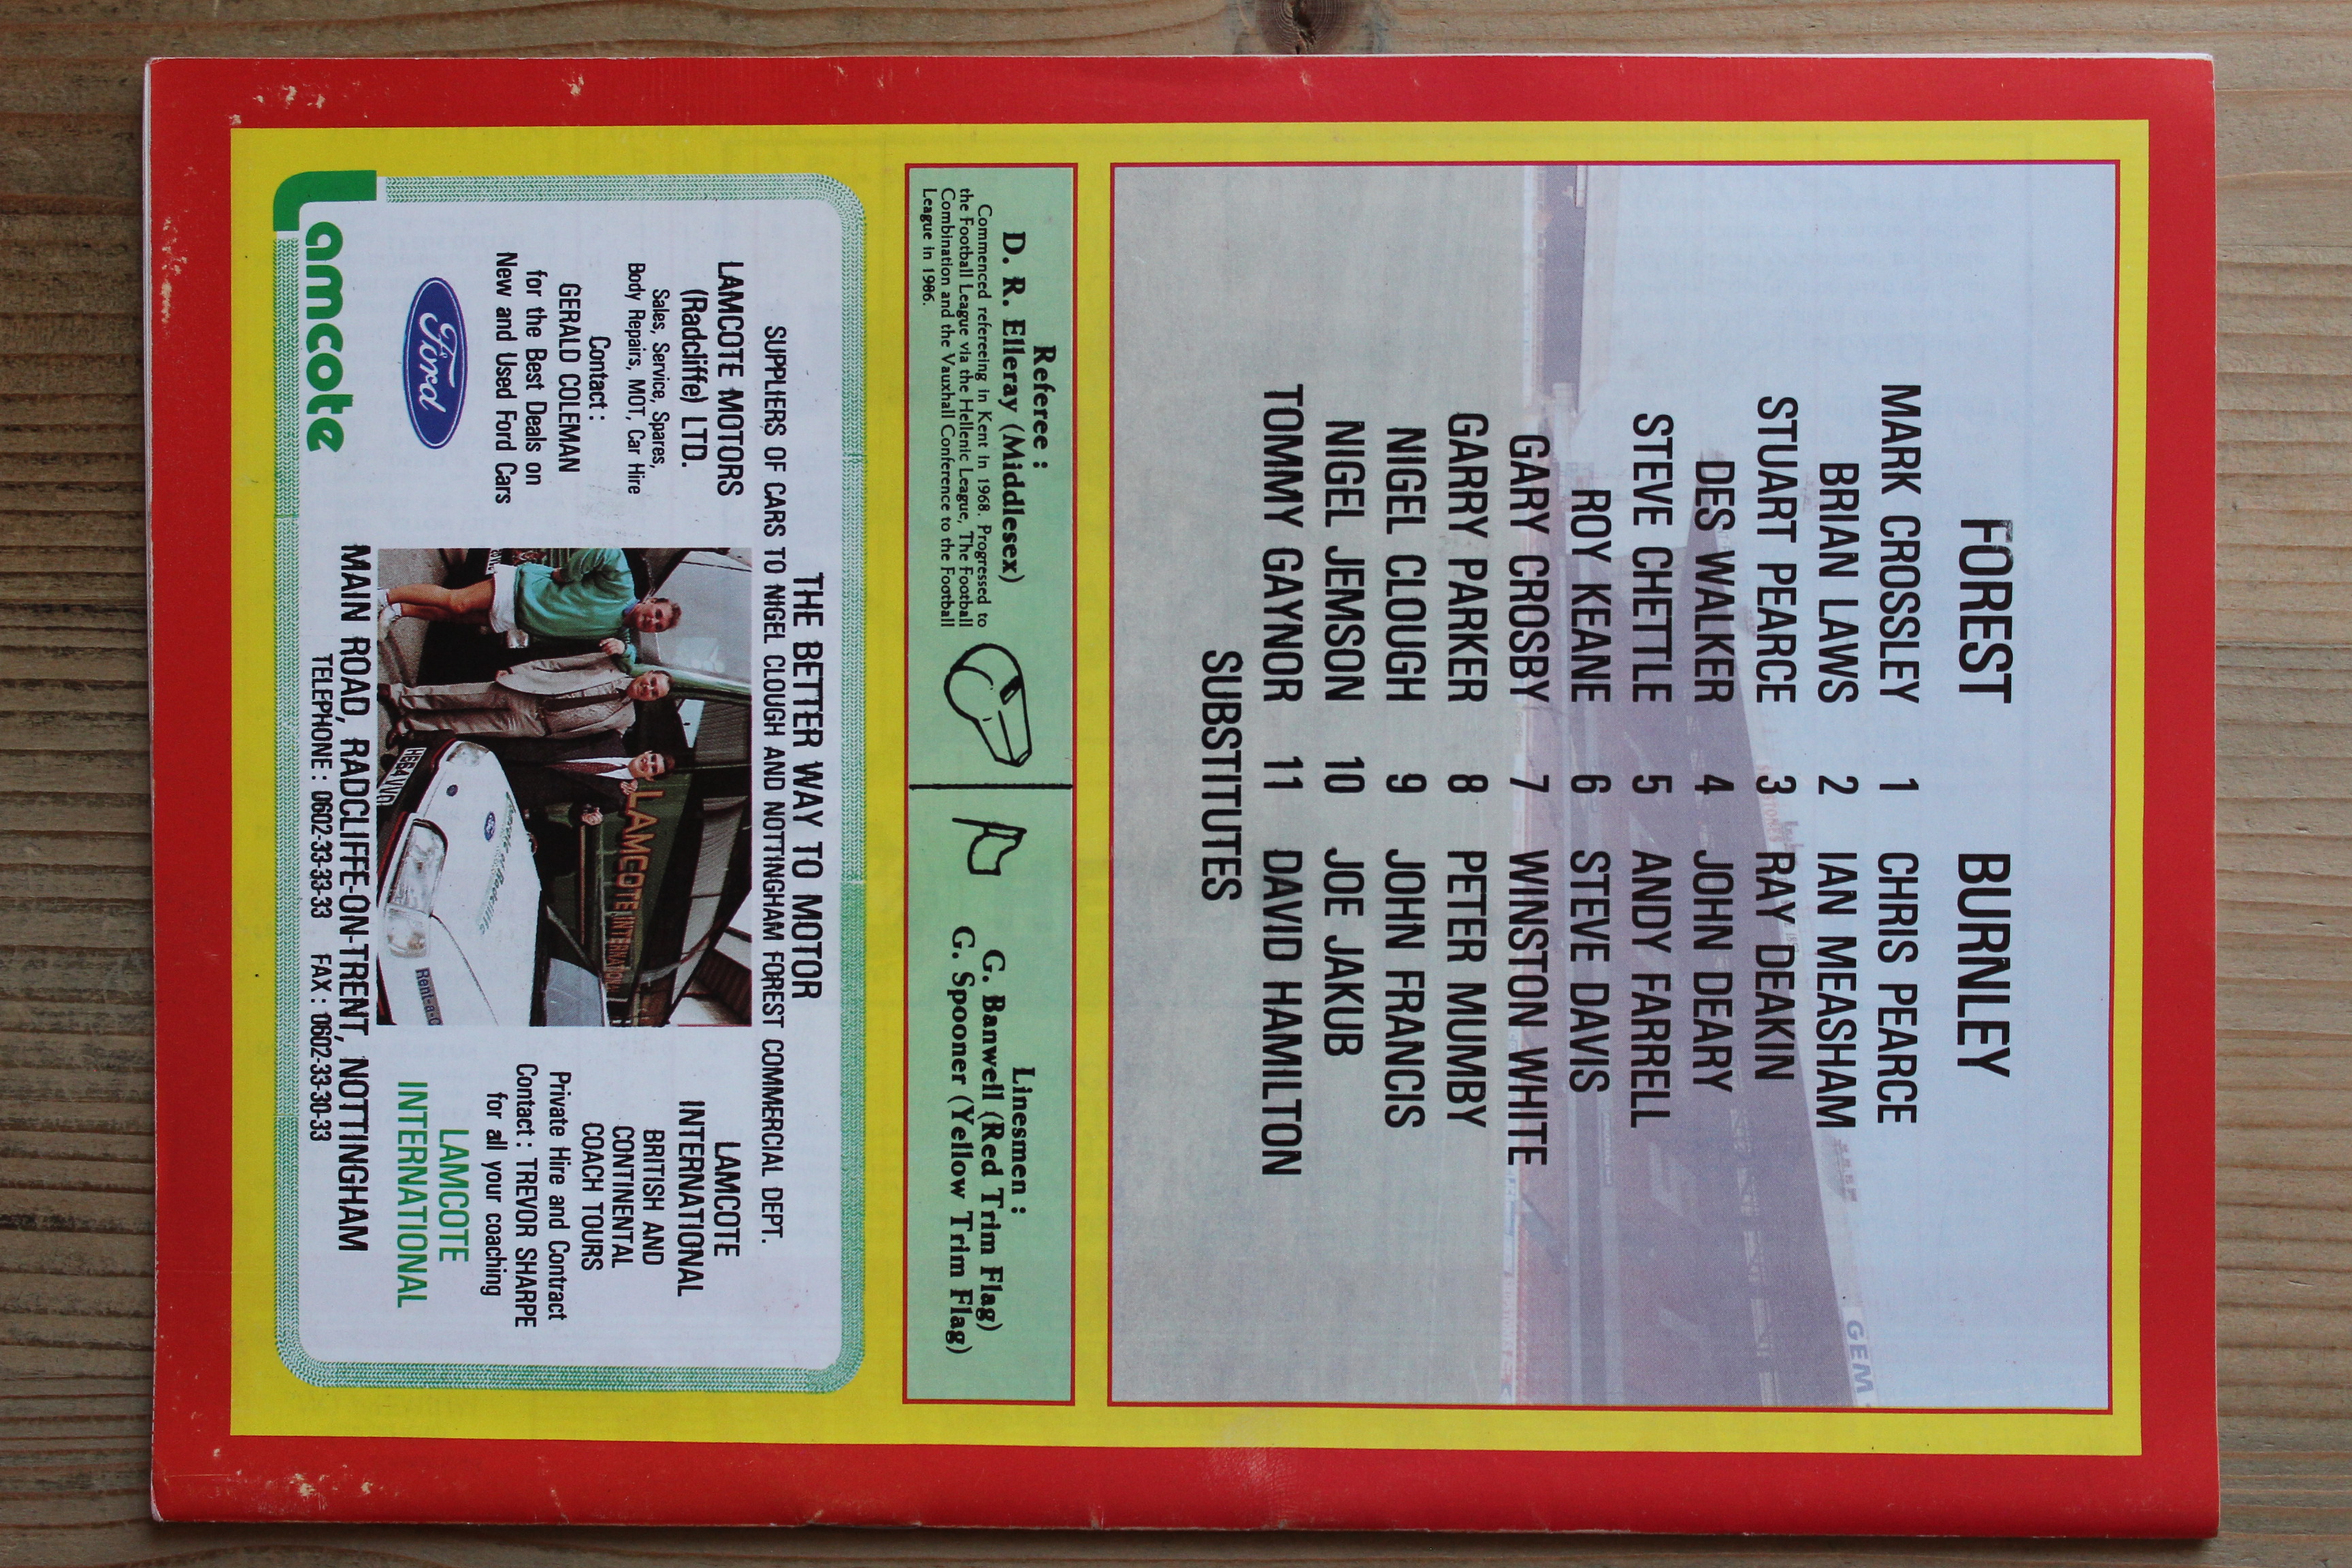 FOREST BURNLEY
MARK CROSSLEY 1 CHRIS PEARCE
BRIAN LAWS 2 IAN MEASHAM
STUART PEARCE 3 RAY DEAKIN
DES WALKER 4 JOHN DEARY
STEVE CHETTLE 5 ANDY FARRELL
ROY KEANE 6 STEVE DAVIS
GARY CROSBY 7 WINSTON WHITE
GARRY PARKER 8 PETER MUMBY
NIGEL CLOUGH 9 JOHN FRANCIS
NIGEL JEMSON 10 JOE JAKUB
TOMMY GAYNOR 11 DAVID HAMILTON
SUBSTITUTES
GEM
Referee :
D. R. Elleray (Middlesex)
Commenced refereeing in Kent in 1968. Progressed to
the Football League via the Hellenic League, The Football
Combination and the Vauxhall Conference to the Football
League in 1986.
Linesmen :
G. Banwell (Red Trim Flag)
G. Spooner (Yellow Trim Flag)
THE BETTER WAY TO MOTOR
SUPPLIERS OF CARS TO NIGEL CLOUGH AND NOTTINGHAM FOREST COMMERCIAL DEPT.
LAMCOTE MOTORS
(Radcliffe) LTD.
Sales, Service, Spares,
Body Repairs, MOT, Car Hire
Contact :
GERALD COLEMAN
for the Best Deals on
New and Used Ford Cars
Ford
Lamcote
LAMCOTE INTERNATIONAL
Ford
Rent-a-C
LAMCOTE
INTERNATIONAL
BRITISH AND
CONTINENTAL
COACH TOURS
Private Hire and Contract
Contact : TREVOR SHARPE
for all your coaching
LAMCOTE
INTERNATIONAL
MAIN ROAD, RADCLIFFE-ON-TRENT, NOTTINGHAM
TELEPHONE : 0602-33-33-33 FAX : 0602-33-30-33